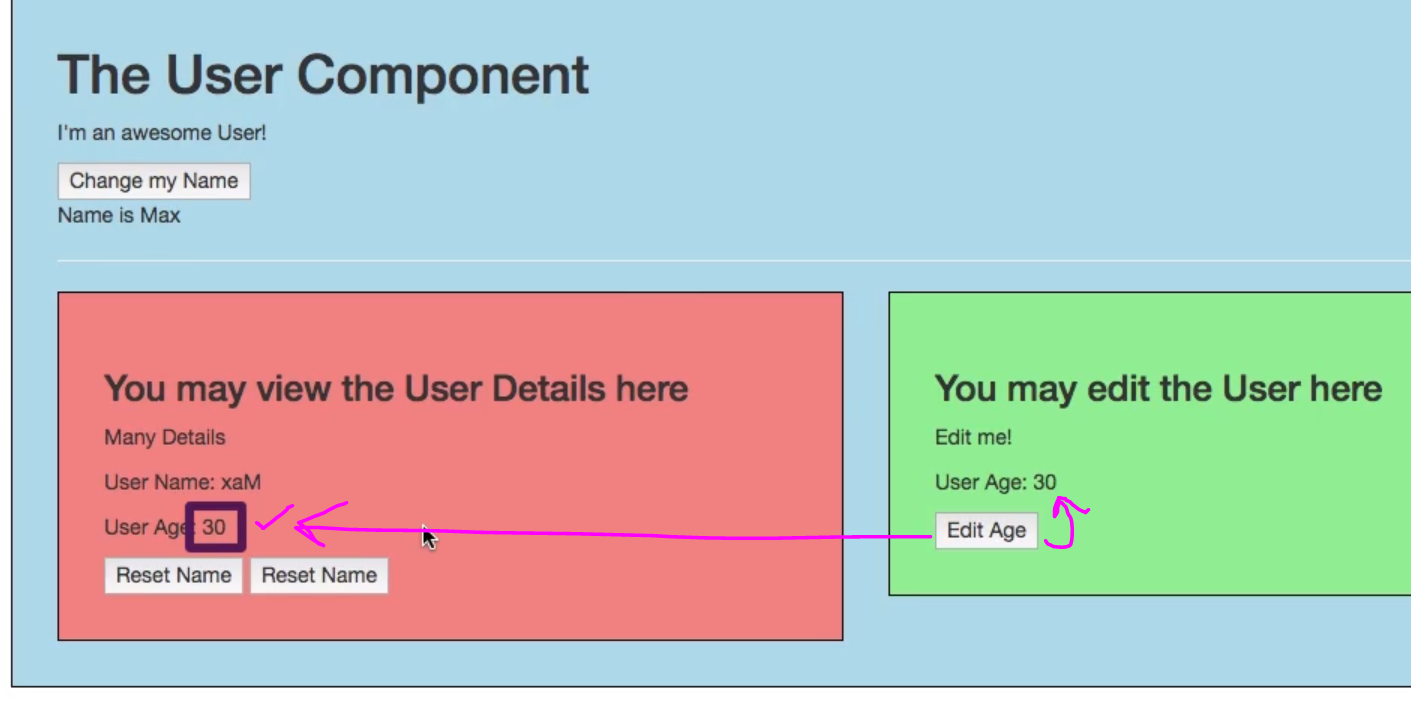 The User Component
I'm an awesome User!
Change my Name
Name is Max
You may view the User Details here
Many Details
User Name: xaM
User Age: 30
Reset Name Reset Name
You may edit the User here
Edit me!
User Age: 30
Edit Age